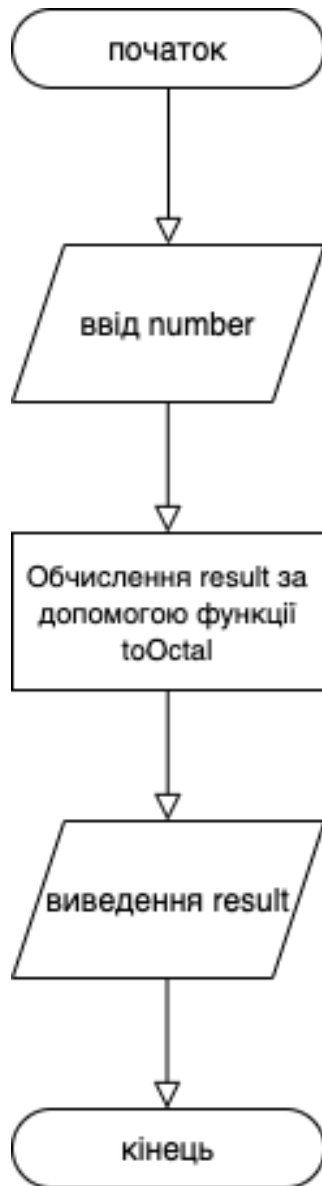 початок
ввід number
Обчислення result за
допомогою функції
toOctal
виведення result
кінець